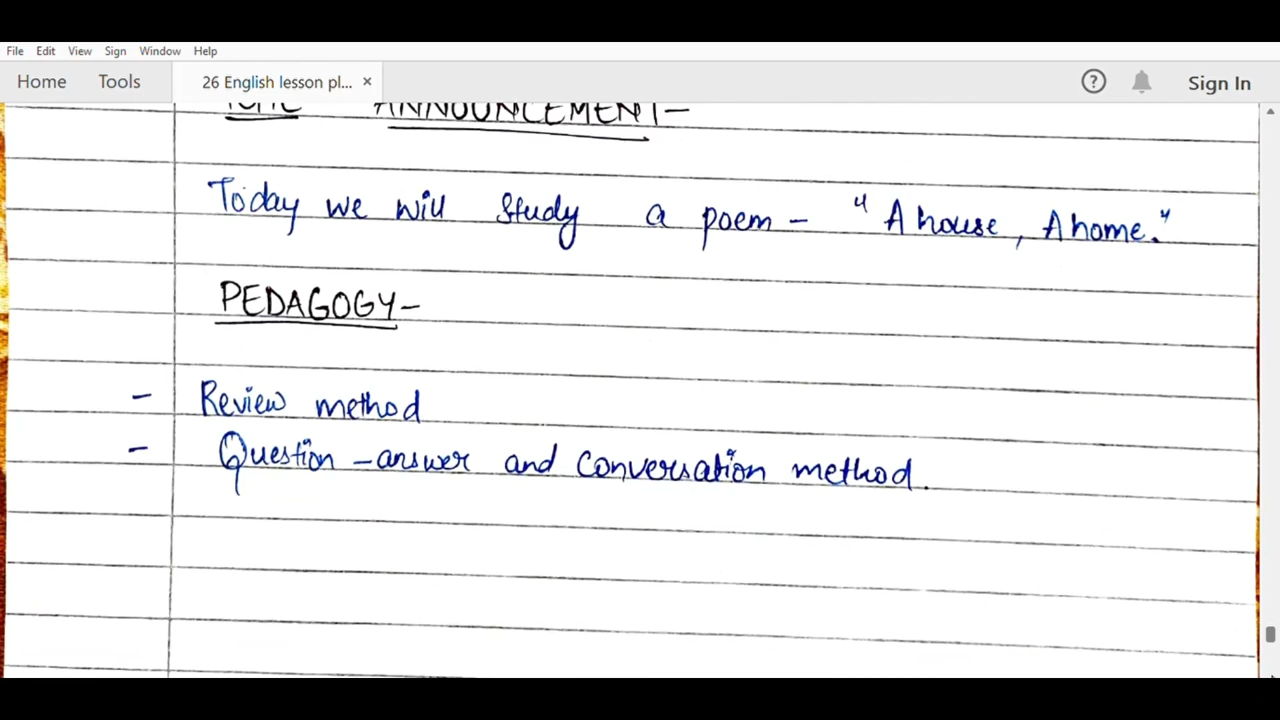 File Edit View Sign Window Help
Home Tools 26 English lesson pl... × ? Sign In
TOPIC ANNOUNCEMENT-
Today we will study a poem - "A house, A home."
PEDAGOGY-
- Review method
- Question -answer and conversation method.